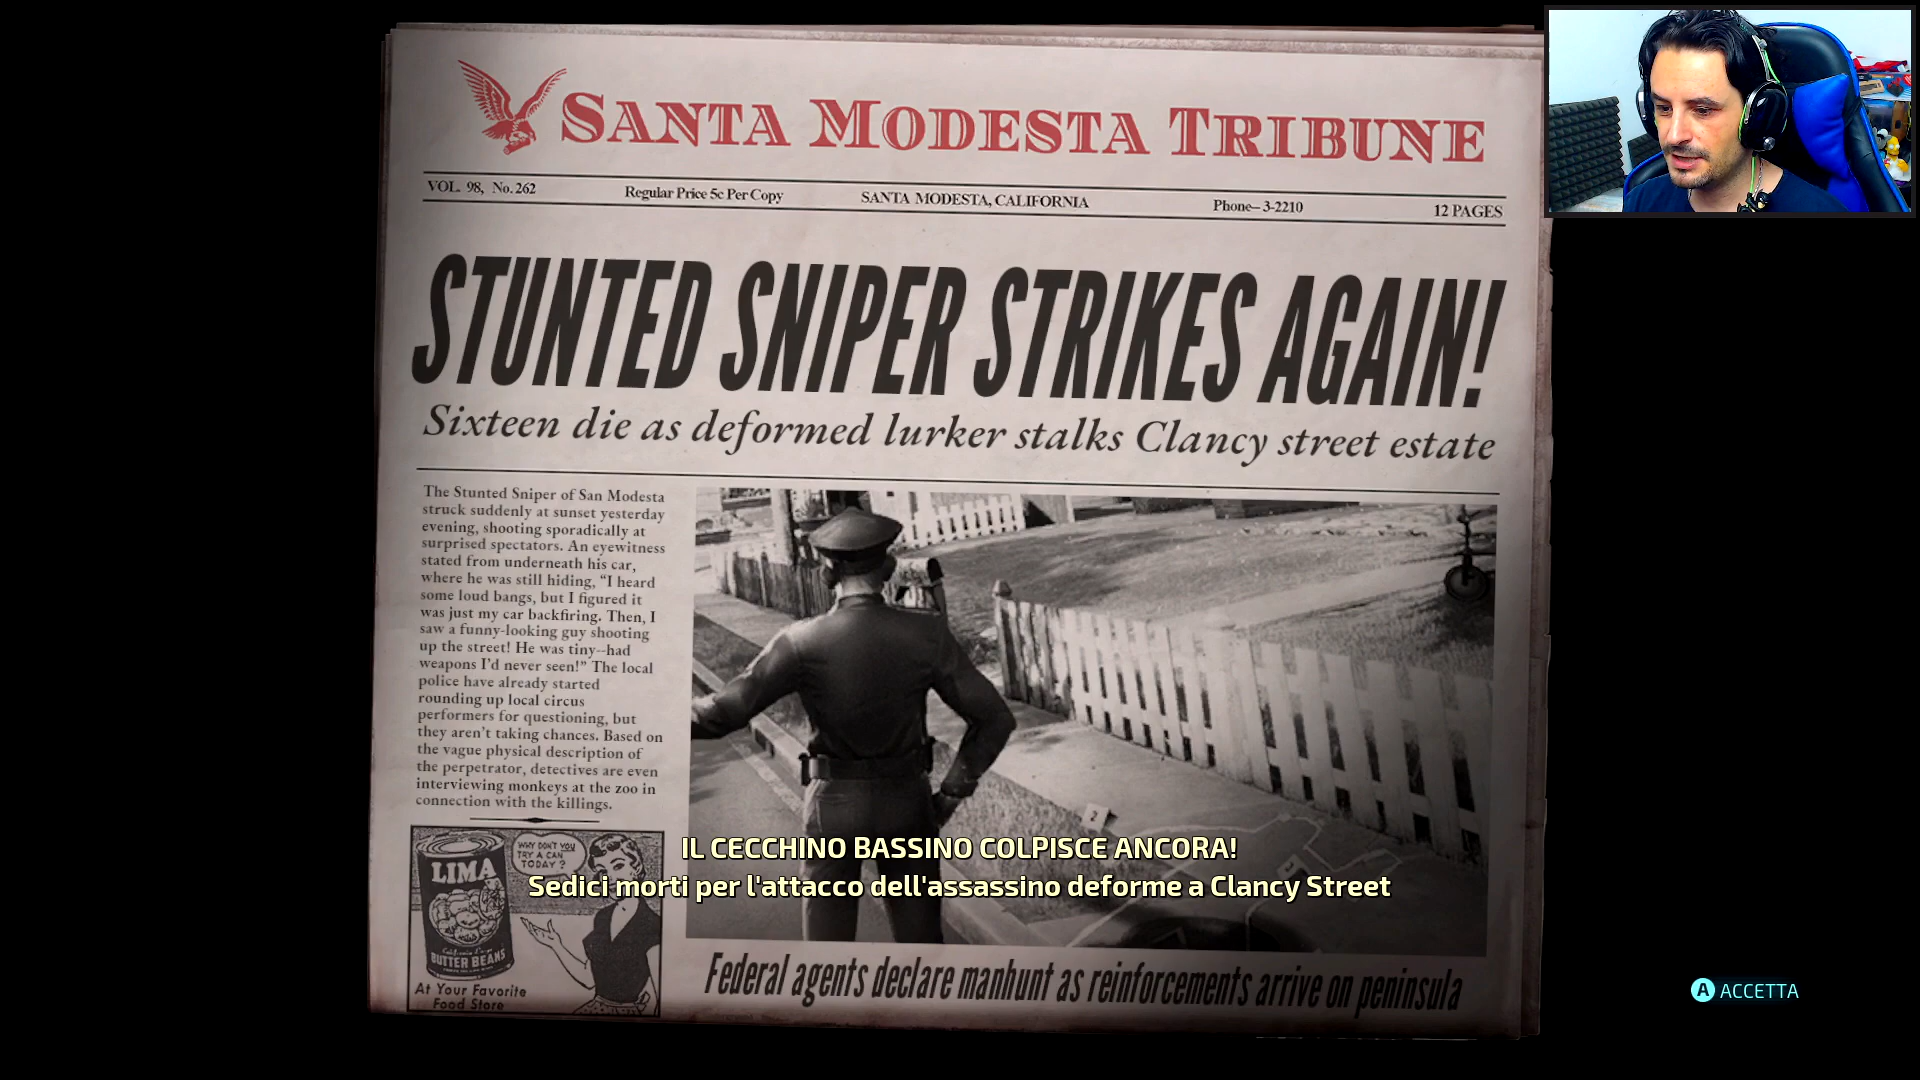 SANTA MODESTA TRIBUNE
VOL. 98, No. 262 Regular Price 5c Per Copy SANTA MODESTA, CALIFORNIA Phone– 3-2210 12 PAGES
STUNTED SNIPER STRIKES AGAIN!
Sixteen die as deformed lurker stalks Clancy street estate
The Stunted Sniper of San Modesta
struck suddenly at sunset yesterday
evening, shooting sporadically at
surprised spectators. An eyewitness
stated from underneath his car,
where he was still hiding, “I heard
some loud bangs, but I figured it
was just my car backfiring. Then, I
saw a funny-looking guy shooting
up the street! He was tiny--had
weapons I'd never seen!” The local
police have already started
rounding up local circus
performers for questioning, but
they aren't taking chances. Based on
the vague physical description of
the perpetrator, detectives are even
interviewing monkeys at the zoo in
connection with the killings.
WHY DON'T YOU
TRY A CAN
TODAY?
LIMA
BUTTER BEANS
At Your Favorite
Food Store
2
IL CECCHINO BASSINO COLPISCE ANCORA!
Sedici morti per l'attacco dell'assassino deforme a Clancy Street
Federal agents declare manhunt as reinforcements arrive on peninsula
A ACCETTA